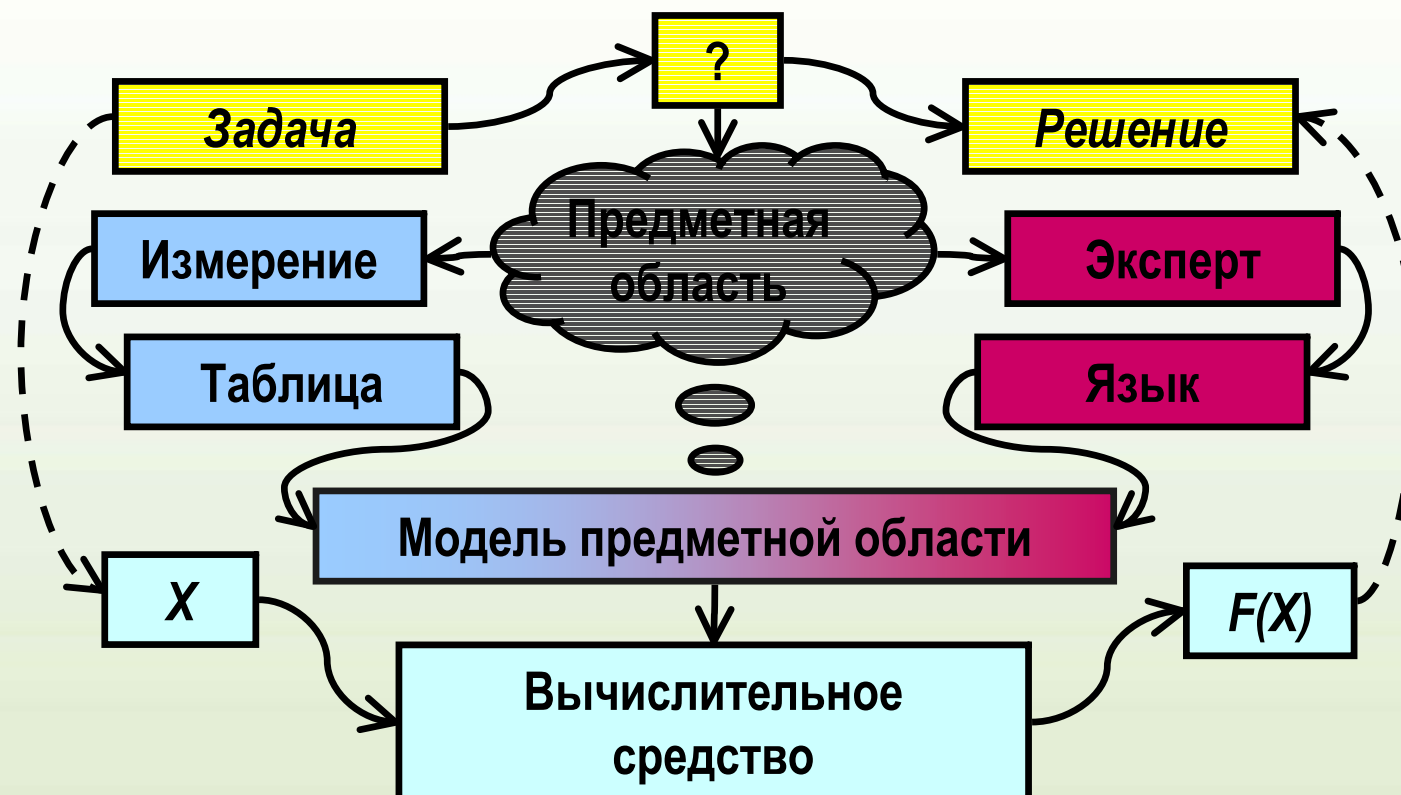 ?
Задача
Решение
Предметная
область
Измерение
Эксперт
Таблица
Язык
Модель предметной области
X
F(X)
Вычислительное
средство